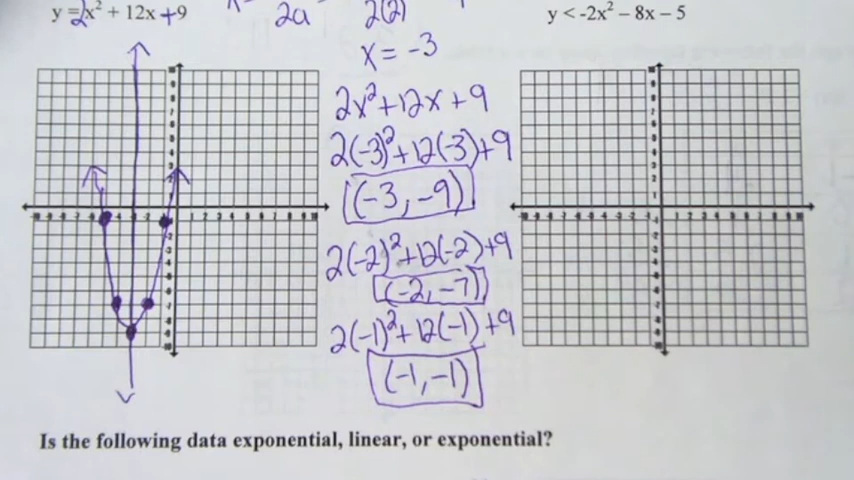 y = 2x² + 12x + 9
2a
2(2)
y < -2x² – 8x – 5
x = -3
2x² + 12x + 9
2(-3)² + 12(-3) + 9
(-3, -9)
2(-2)² + 12(-2) + 9
(-2, -7)
2(-1)² + 12(-1) + 9
(-1, -1)
Is the following data exponential, linear, or exponential?